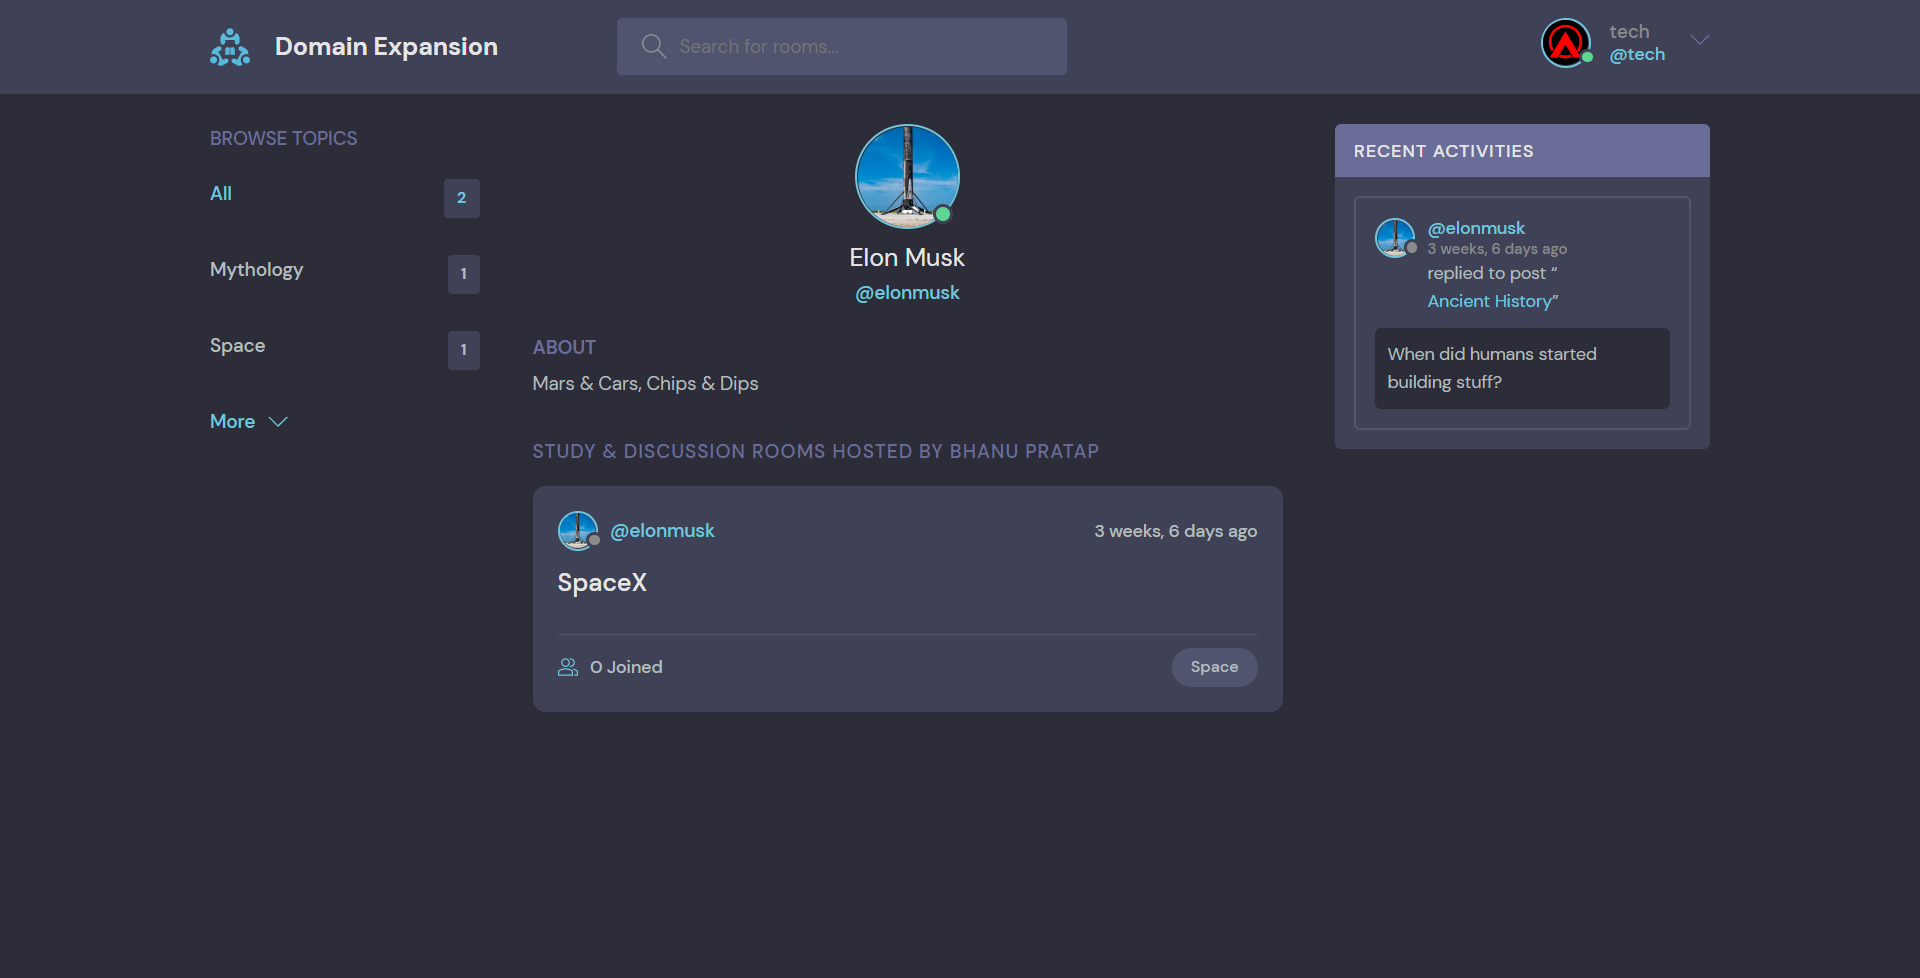 Domain Expansion
Search for rooms...
tech
@tech
BROWSE TOPICS
All 2
Mythology 1
Space 1
More
Elon Musk
@elonmusk
ABOUT
Mars & Cars, Chips & Dips
STUDY & DISCUSSION ROOMS HOSTED BY BHANU PRATAP
@elonmusk 3 weeks, 6 days ago
SpaceX
0 Joined Space
RECENT ACTIVITIES
@elonmusk
3 weeks, 6 days ago
replied to post “
Ancient History”
When did humans started
building stuff?